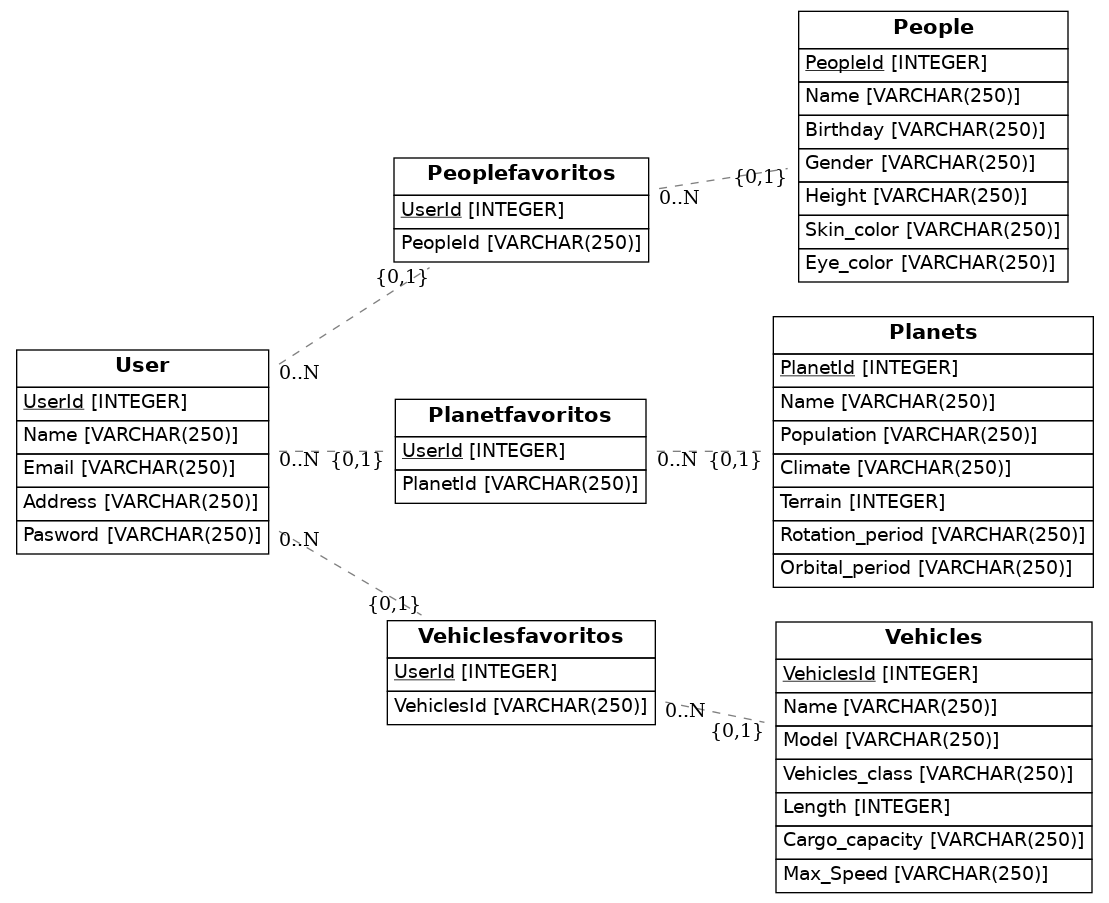 People
PeopleId [INTEGER]
Name [VARCHAR(250)]
Birthday [VARCHAR(250)]
Gender [VARCHAR(250)]
Height [VARCHAR(250)]
Skin_color [VARCHAR(250)]
Eye_color [VARCHAR(250)]
Peoplefavoritos
UserId [INTEGER]
PeopleId [VARCHAR(250)]
0..N
{0,1}
{0,1}
0..N
User
UserId [INTEGER]
Name [VARCHAR(250)]
Email [VARCHAR(250)]
Address [VARCHAR(250)]
Pasword [VARCHAR(250)]
0..N
{0,1}
Planetfavoritos
UserId [INTEGER]
PlanetId [VARCHAR(250)]
0..N
{0,1}
Planets
PlanetId [INTEGER]
Name [VARCHAR(250)]
Population [VARCHAR(250)]
Climate [VARCHAR(250)]
Terrain [INTEGER]
Rotation_period [VARCHAR(250)]
Orbital_period [VARCHAR(250)]
0..N
{0,1}
Vehiclesfavoritos
UserId [INTEGER]
VehiclesId [VARCHAR(250)]
0..N
{0,1}
Vehicles
VehiclesId [INTEGER]
Name [VARCHAR(250)]
Model [VARCHAR(250)]
Vehicles_class [VARCHAR(250)]
Length [INTEGER]
Cargo_capacity [VARCHAR(250)]
Max_Speed [VARCHAR(250)]